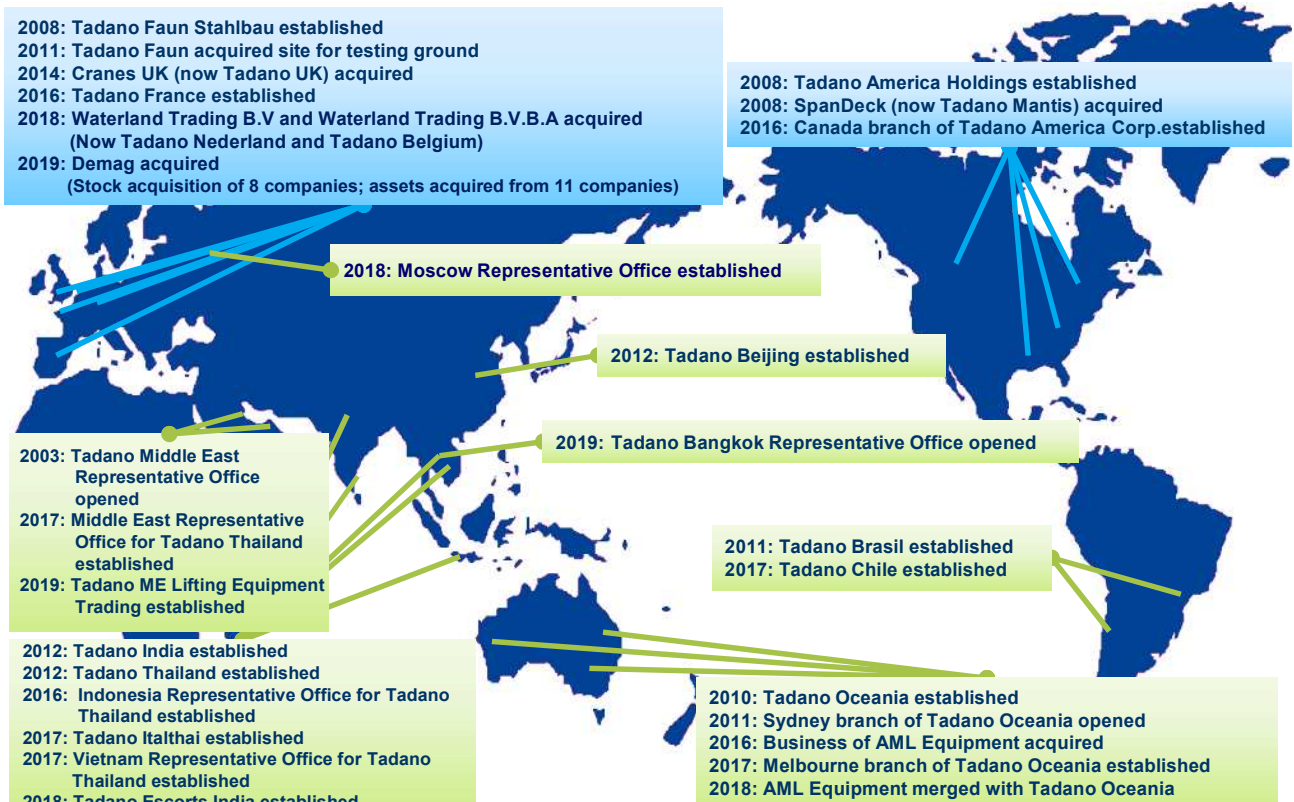 2008: Tadano Faun Stahlbau established
2011: Tadano Faun acquired site for testing ground
2014: Cranes UK (now Tadano UK) acquired
2016: Tadano France established
2018: Waterland Trading B.V and Waterland Trading B.V.B.A acquired
(Now Tadano Nederland and Tadano Belgium)
2019: Demag acquired
(Stock acquisition of 8 companies; assets acquired from 11 companies)
2008: Tadano America Holdings established
2008: SpanDeck (now Tadano Mantis) acquired
2016: Canada branch of Tadano America Corp.established
2018: Moscow Representative Office established
2012: Tadano Beijing established
2019: Tadano Bangkok Representative Office opened
2003: Tadano Middle East
Representative Office
opened
2017: Middle East Representative
Office for Tadano Thailand
established
2019: Tadano ME Lifting Equipment
Trading established
2011: Tadano Brasil established
2017: Tadano Chile established
2012: Tadano India established
2012: Tadano Thailand established
2016: Indonesia Representative Office for Tadano
Thailand established
2017: Tadano Italthai established
2017: Vietnam Representative Office for Tadano
Thailand established
2018: Tadano Escorts India established
2010: Tadano Oceania established
2011: Sydney branch of Tadano Oceania opened
2016: Business of AML Equipment acquired
2017: Melbourne branch of Tadano Oceania established
2018: AML Equipment merged with Tadano Oceania